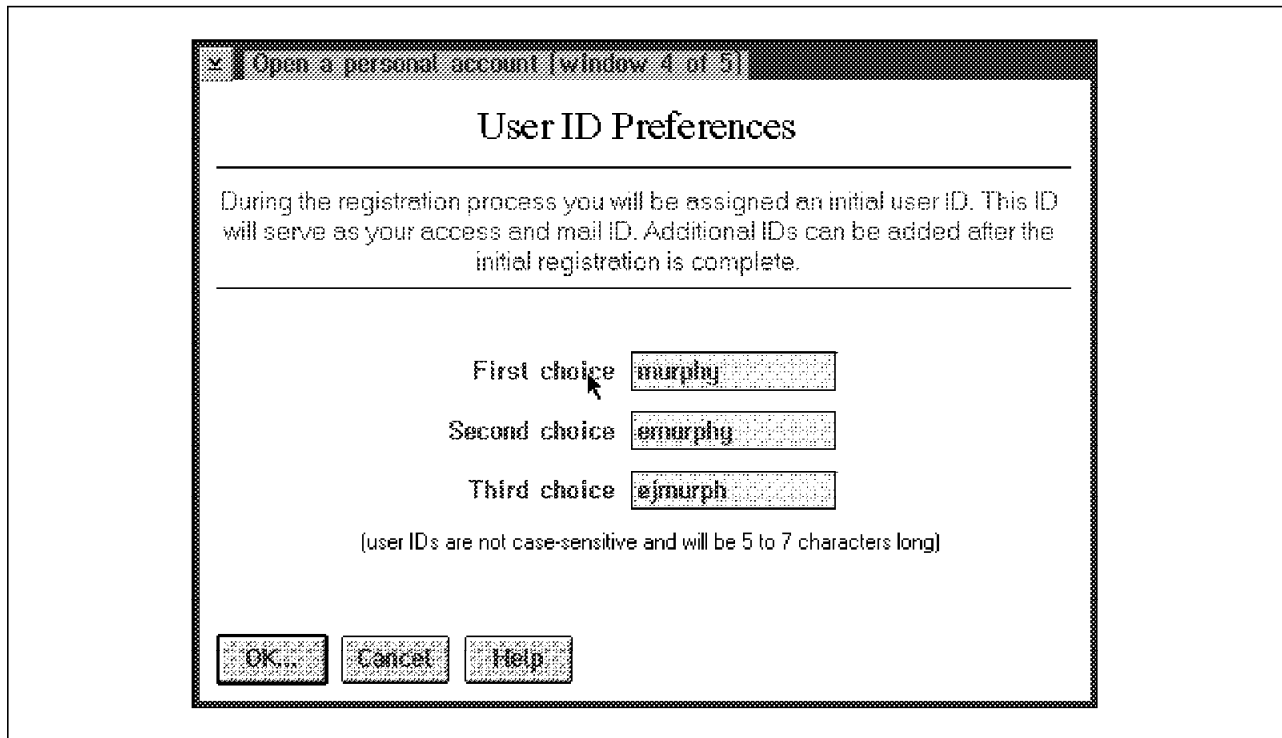 Open a personal account [window 4 of 5]
User ID Preferences
During the registration process you will be assigned an initial user ID. This ID
will serve as your access and mail ID. Additional IDs can be added after the
initial registration is complete.
First choice murphy
Second choice emurphy
Third choice ejmurph
(user IDs are not case-sensitive and will be 5 to 7 characters long)
OK... Cancel Help